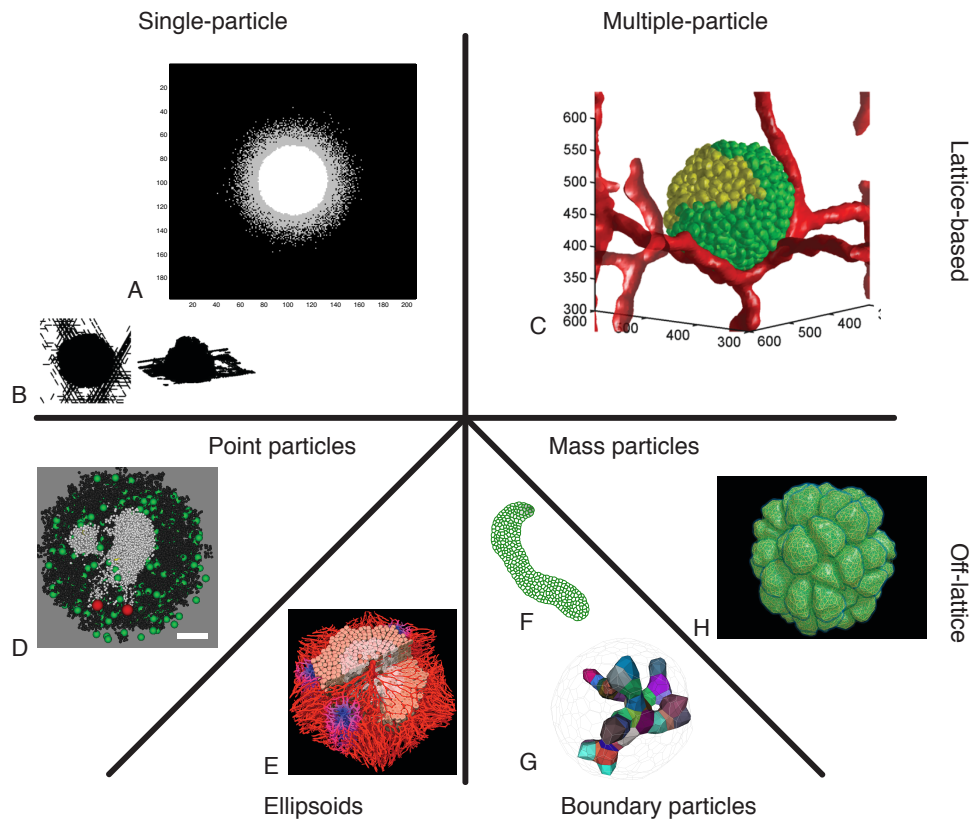 Single-particle
Multiple-particle
Lattice-based
0
20
40
60
80
100
120
140
160
180
20 40 60 80 100 120 140 160 180 200
A
B
600
550
500
450
400
350
300
600
400
300
600
500
400
C
Point particles
Mass particles
Off-lattice
D
E
F
G
H
Ellipsoids
Boundary particles